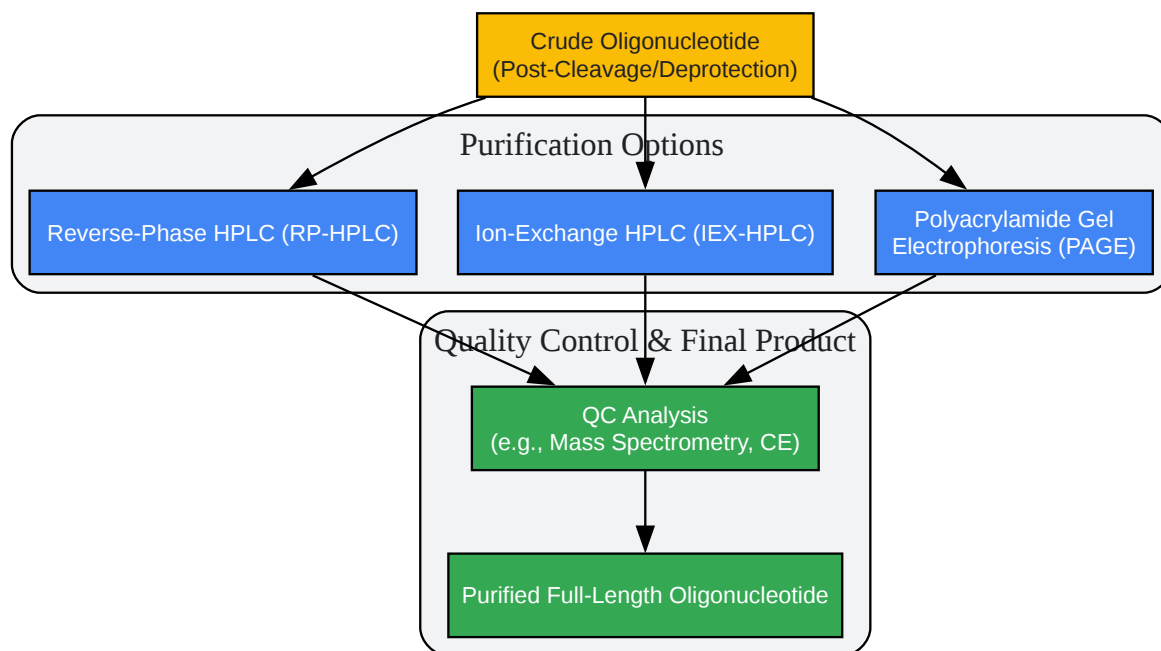 Crude Oligonucleotide
(Post-Cleavage/Deprotection)
Purification Options
Reverse-Phase HPLC (RP-HPLC)
Ion-Exchange HPLC (IEX-HPLC)
Polyacrylamide Gel
Electrophoresis (PAGE)
Quality Control & Final Product
QC Analysis
(e.g., Mass Spectrometry, CE)
Purified Full-Length Oligonucleotide